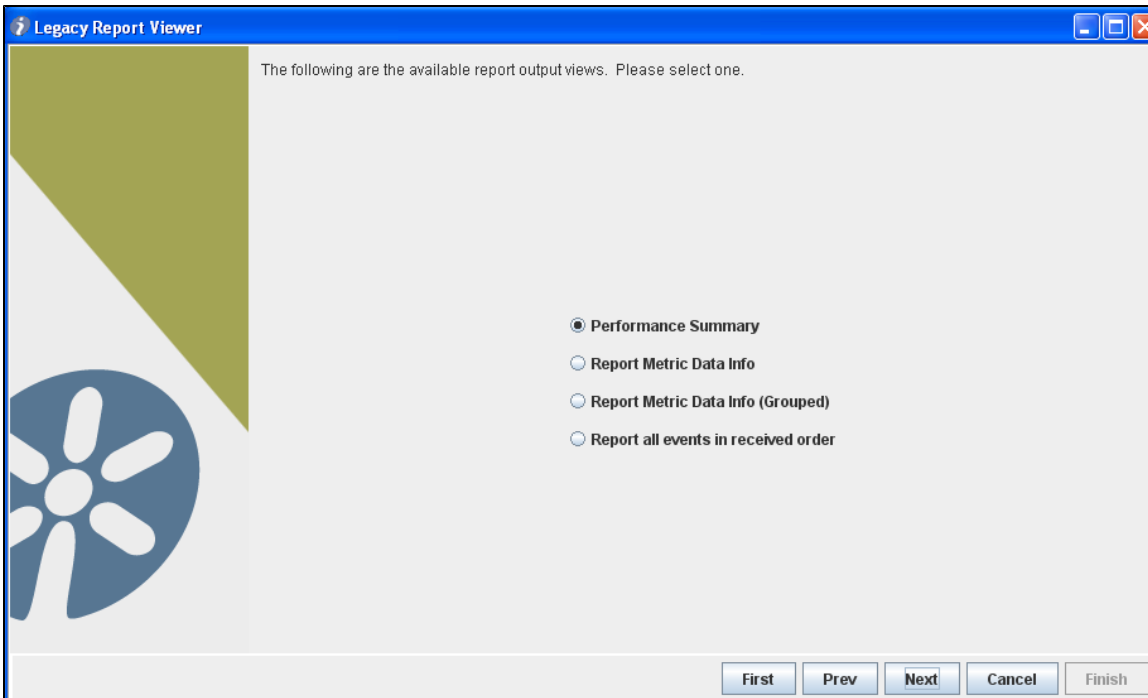 Legacy Report Viewer
The following are the available report output views. Please select one.
Performance Summary
Report Metric Data Info
Report Metric Data Info (Grouped)
Report all events in received order
First Prev Next Cancel Finish